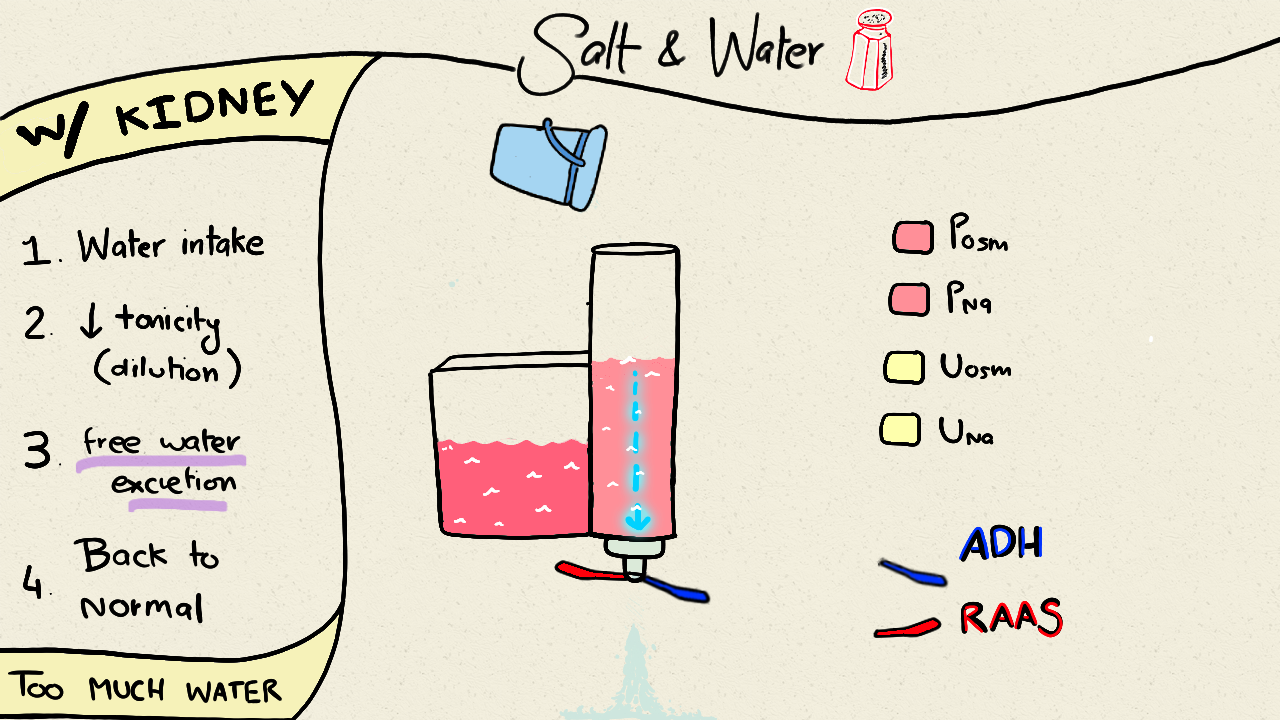 Salt & Water
W/ KIDNEY
1. Water intake
2. ↓ tonicity
(dilution)
3. free water
excretion
4. Back to
normal
TOO MUCH WATER
Posm
PNa
Uosm
UNa
ADH
RAAS